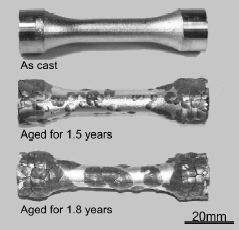 As cast
Aged for 1.5 years
Aged for 1.8 years
20mm